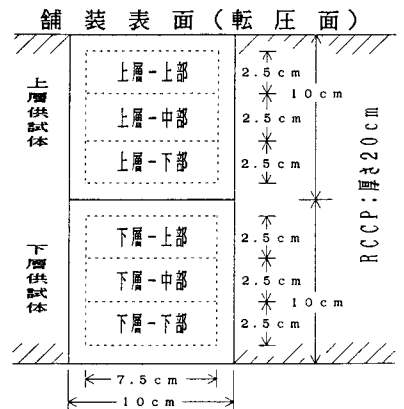 舗装表面(転圧面)
上層供試体
上層－上部
上層－中部
上層－下部
2.5cm
2.5cm
2.5cm
10cm
下層供試体
下層－上部
下層－中部
下層－下部
2.5cm
2.5cm
2.5cm
10cm
RCCP:厚さ20cm
7.5cm
10cm